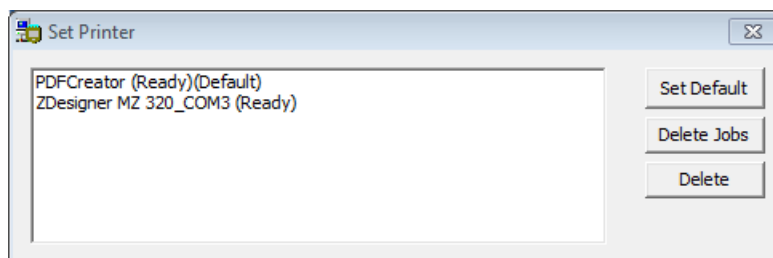 Set Printer
PDFCreator (Ready)(Default)
ZDesigner MZ 320_COM3 (Ready)
Set Default
Delete Jobs
Delete